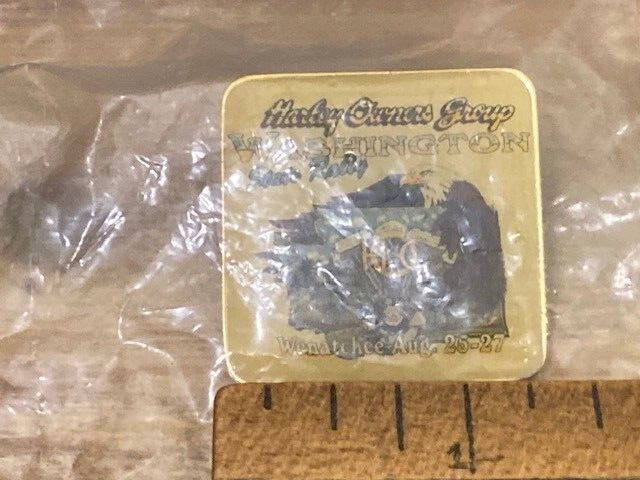 Harley Owners Group
WASHINGTON
State Rally
Wenatchee Aug. 25-27
1